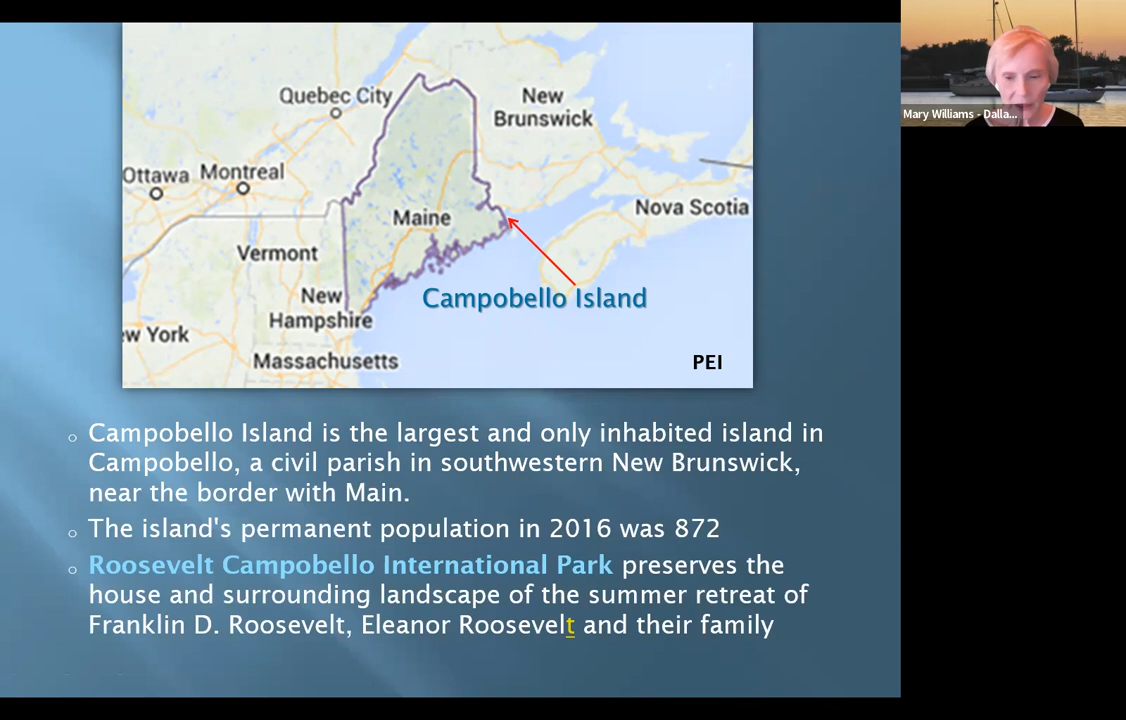 Quebec City
New
Brunswick
Ottawa
Montreal
Nova Scotia
Maine
Vermont
Campobello Island
New
Hampshire
ew York
Massachusetts
PEI
Mary Williams - Dalla...
Campobello Island is the largest and only inhabited island in
Campobello, a civil parish in southwestern New Brunswick,
near the border with Main.
The island's permanent population in 2016 was 872
Roosevelt Campobello International Park preserves the
house and surrounding landscape of the summer retreat of
Franklin D. Roosevelt, Eleanor Roosevelt and their family